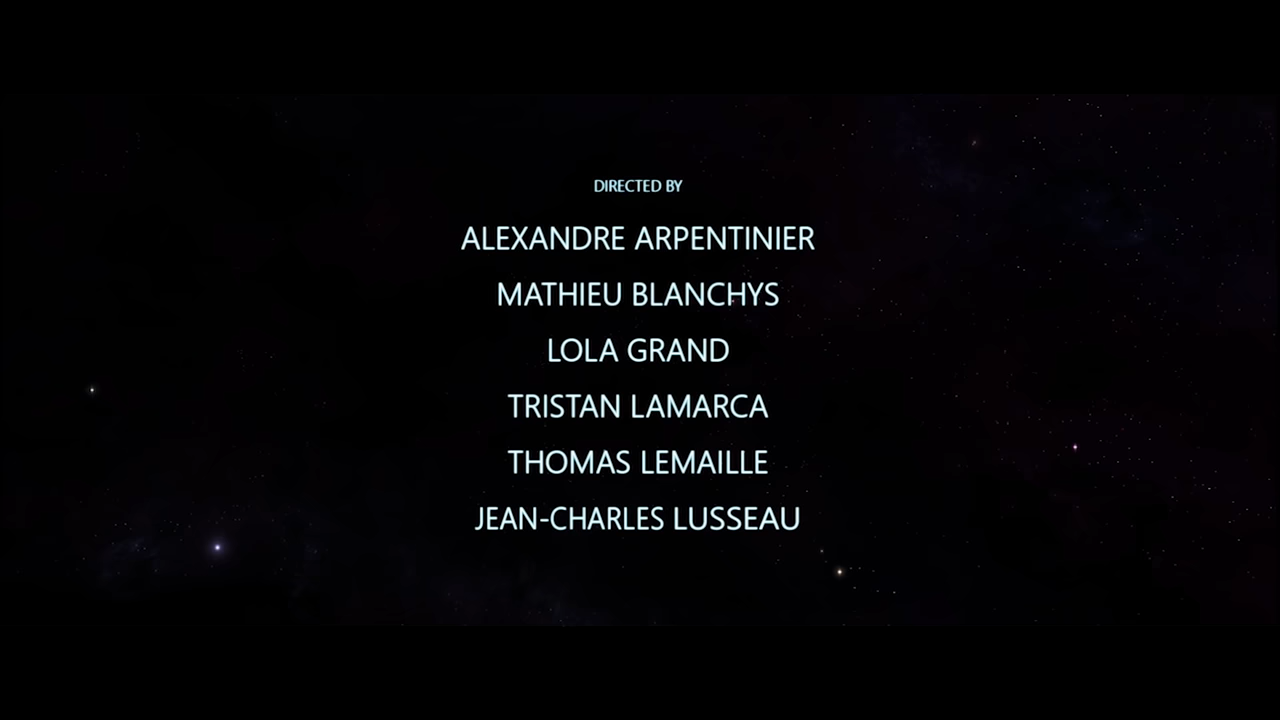 DIRECTED BY
ALEXANDRE ARPENTINIER
MATHIEU BLANCHYS
LOLA GRAND
TRISTAN LAMARCA
THOMAS LEMAILLE
JEAN-CHARLES LUSSEAU